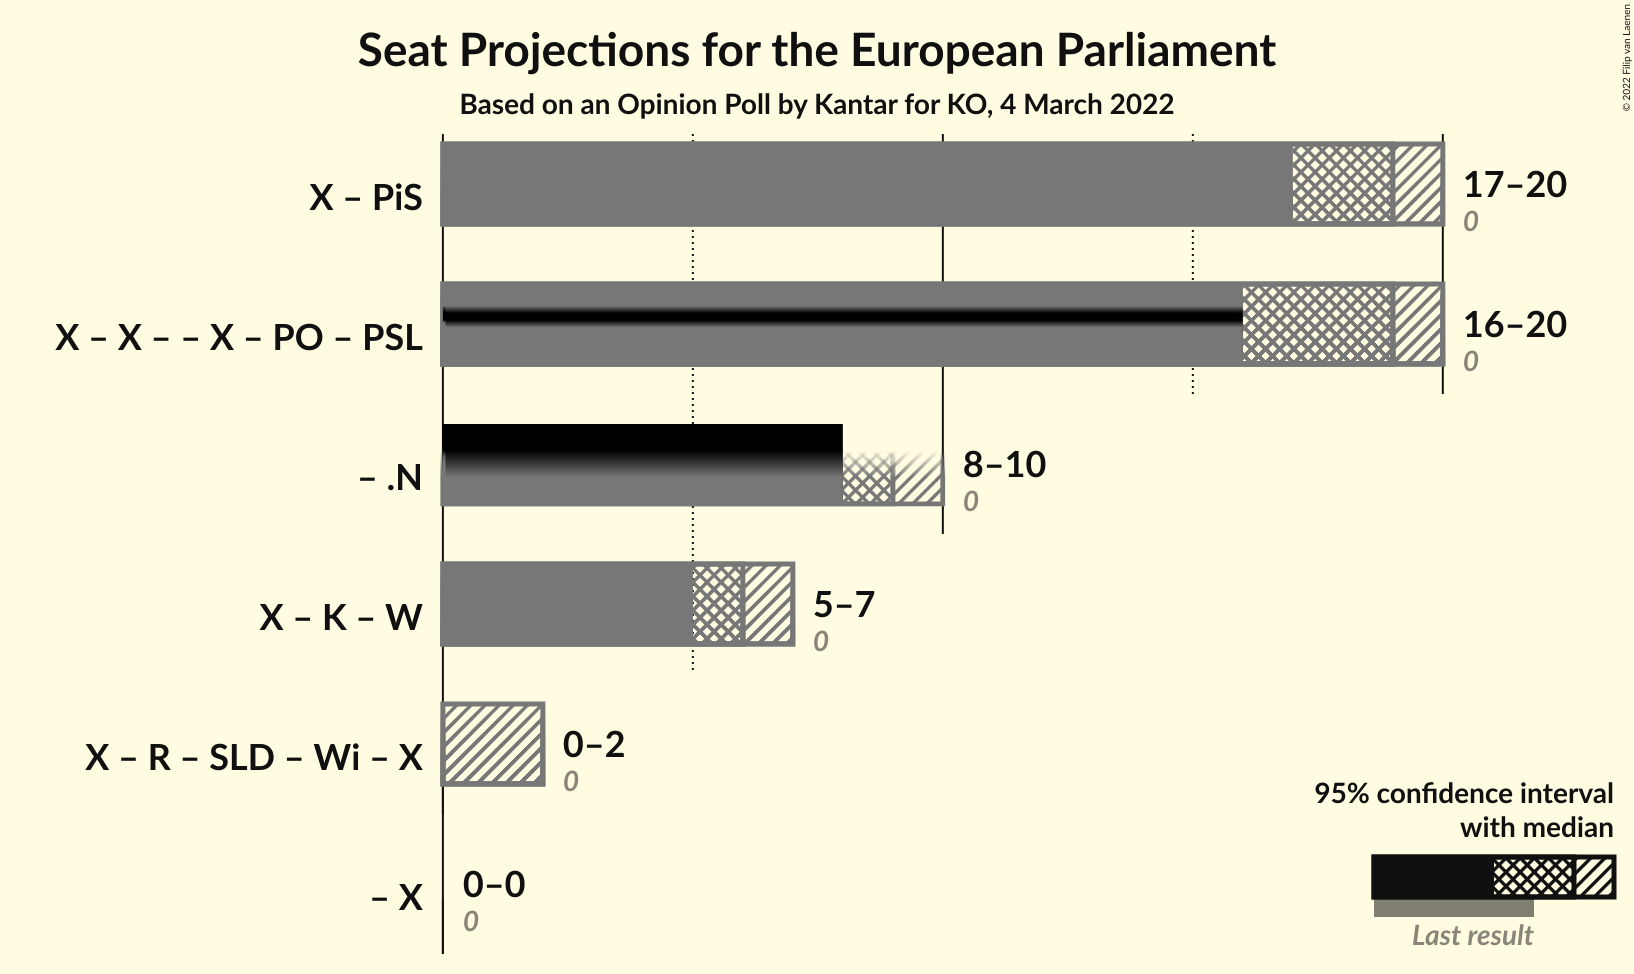 Seat Projections for the European Parliament
Based on an Opinion Poll by Kantar for KO, 4 March 2022
© 2022 Filip van Laenen
X – PiS
17–20
0
X – X – – X – PO – PSL
16–20
0
– .N
8–10
0
X – K – W
5–7
0
X – R – SLD – Wi – X
0–2
0
– X
0–0
0
95% confidence interval
with median
Last result